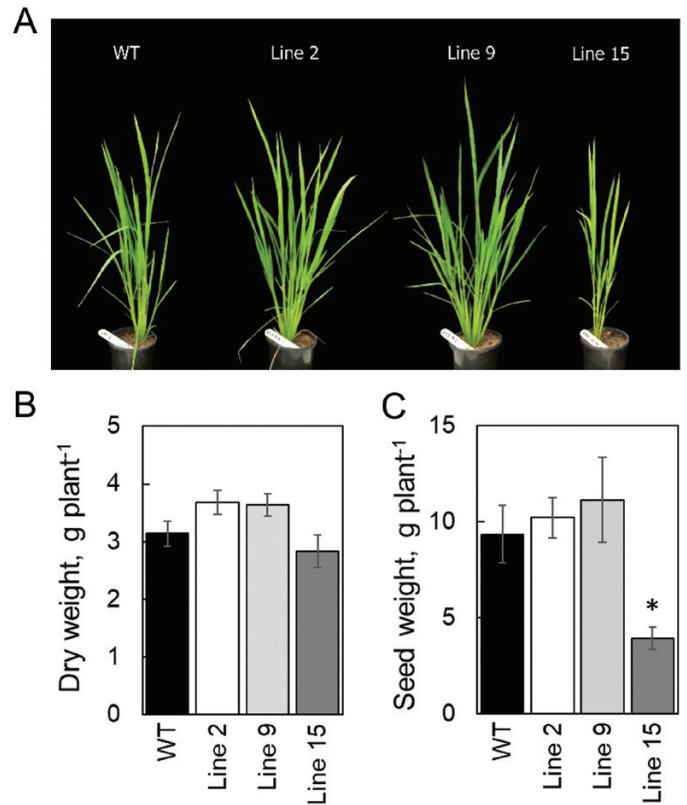 A
WT Line 2 Line 9 Line 15
B
Dry weight, g plant⁻¹
5
4
3
2
1
0
WT
Line 2
Line 9
Line 15
C
Seed weight, g plant⁻¹
15
10
5
0
*
WT
Line 2
Line 9
Line 15